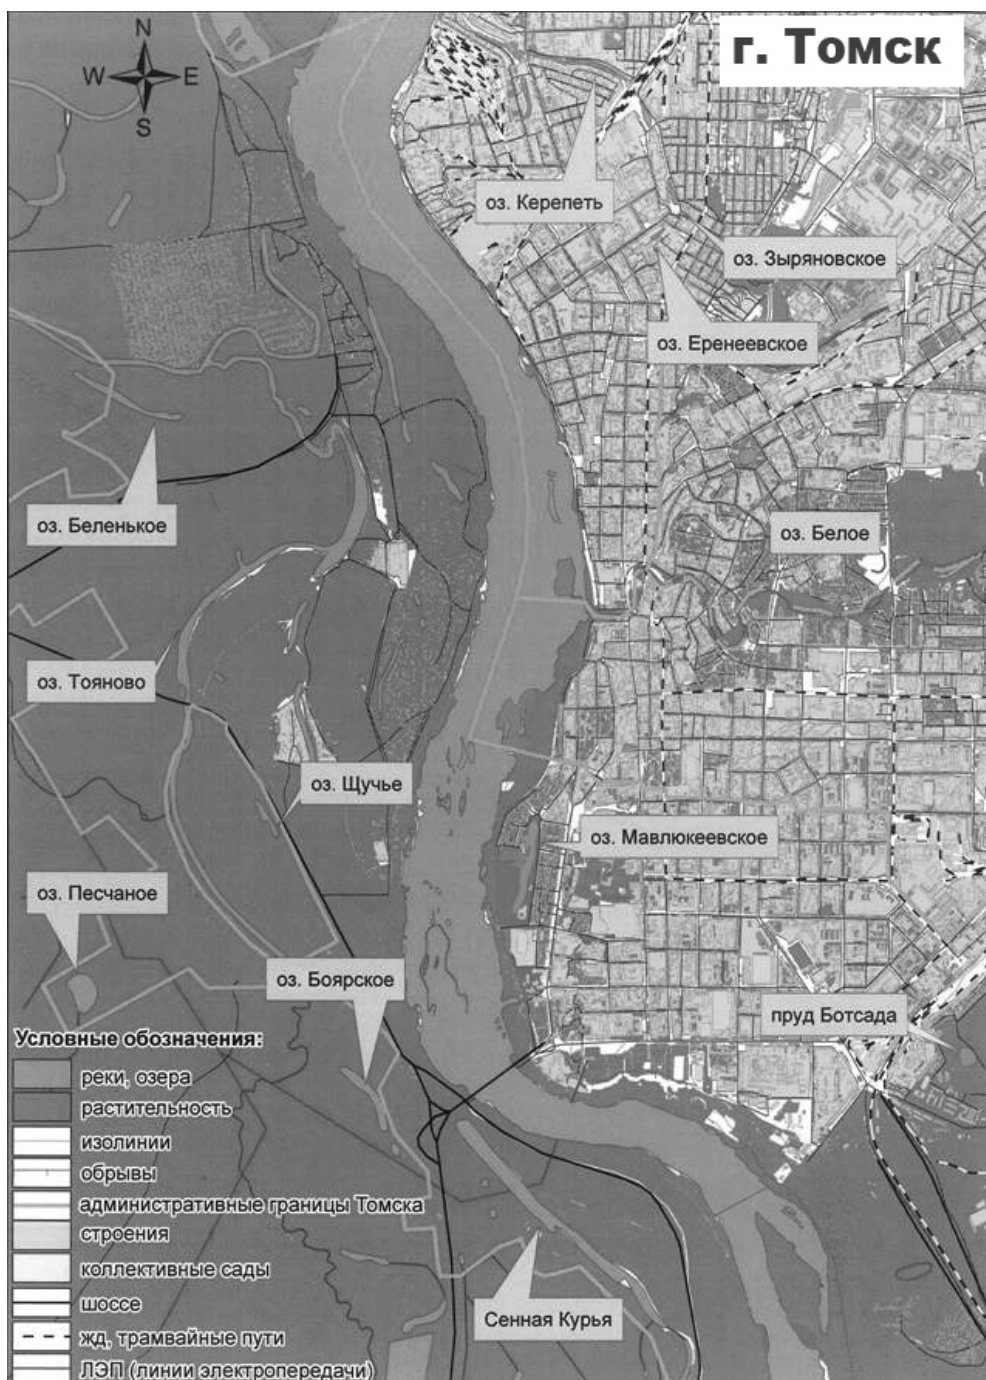 г. Томск
N
W E
S
оз. Керепеть
оз. Зыряновское
оз. Еренеевское
оз. Беленькое
оз. Белое
оз. Тояново
оз. Щучье
оз. Мавлюкеевское
оз. Песчаное
оз. Боярское
пруд Ботсада
Сенная Курья
Условные обозначения:
реки, озера
растительность
изолинии
обрывы
административные границы Томска
строения
коллективные сады
шоссе
жд, трамвайные пути
ЛЭП (линии электропередачи)